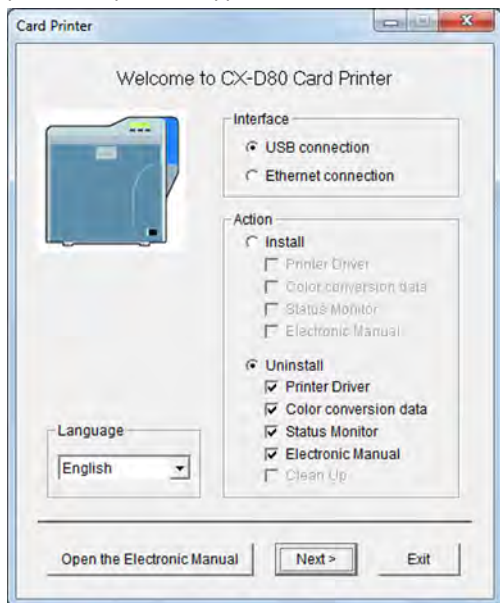 Card Printer
Welcome to CX-D80 Card Printer
Interface
USB connection
Ethernet connection
Action
Install
Printer Driver
Color conversion data
Status Monitor
Electronic Manual
Uninstall
Printer Driver
Color conversion data
Status Monitor
Electronic Manual
Clean Up
Language
English
Open the Electronic Manual
Next >
Exit